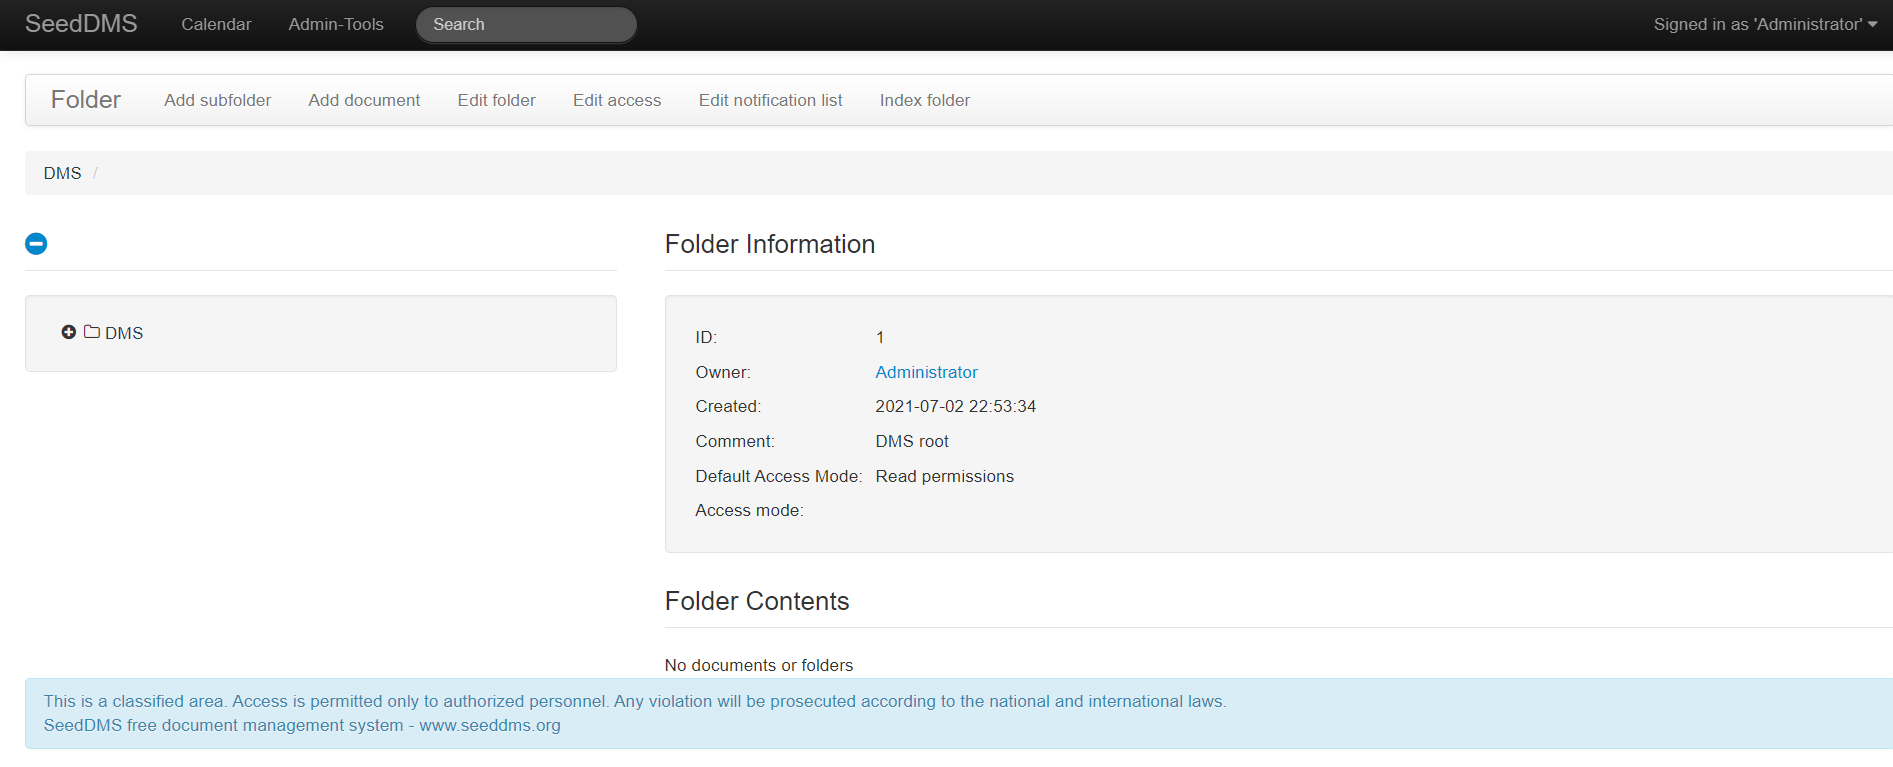 SeedDMS Calendar Admin-Tools Search Signed in as 'Administrator'
Folder Add subfolder Add document Edit folder Edit access Edit notification list Index folder
DMS /
DMS
Folder Information
ID: 1
Owner: Administrator
Created: 2021-07-02 22:53:34
Comment: DMS root
Default Access Mode: Read permissions
Access mode:
Folder Contents
No documents or folders
This is a classified area. Access is permitted only to authorized personnel. Any violation will be prosecuted according to the national and international laws.
SeedDMS free document management system - www.seeddms.org